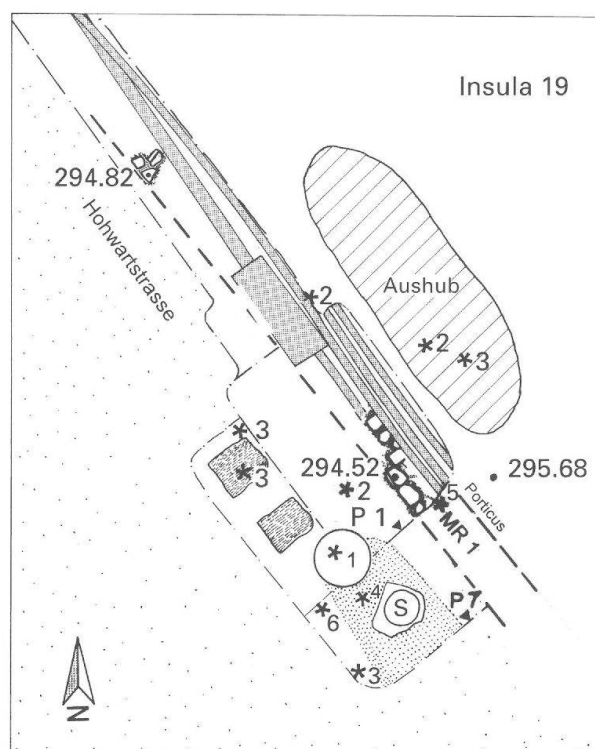 Insula 19
294.82
Hohwartstrasse
Aushub
*2
*2
*3
*3
*3
294.52
*2
295.68
5
*
Porticus
P 1
MR 1
*1
*4
S
P7
*6
*3
N